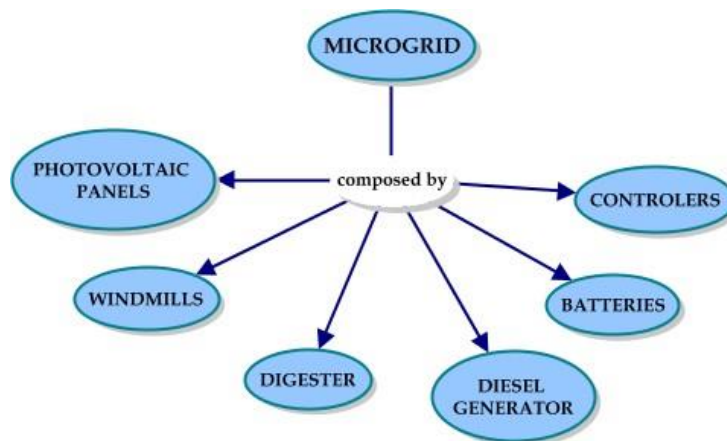 MICROGRID
PHOTOVOLTAIC
PANELS
composed by
CONTROLERS
WINDMILLS
BATTERIES
DIGESTER
DIESEL
GENERATOR